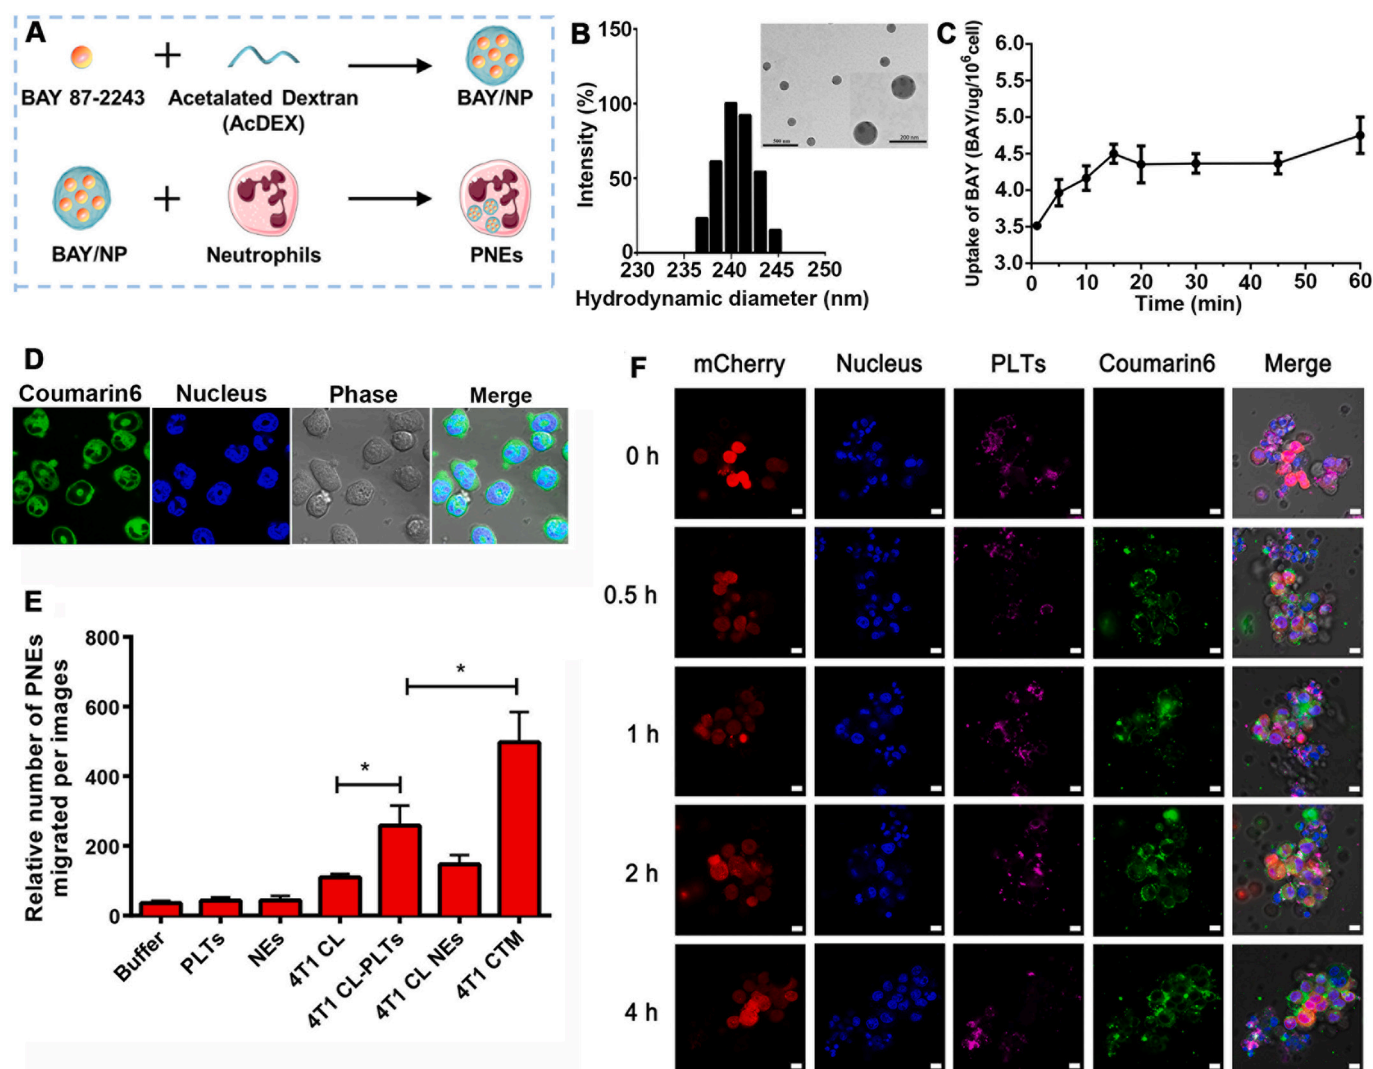 A
BAY 87-2243
Acetalated Dextran
(AcDEX)
BAY/NP
BAY/NP
Neutrophils
PNEs
B
Intensity (%)
150
100
50
0
230 235 240 245 250
Hydrodynamic diameter (nm)
200 nm
C
Uptake of BAY (BAY/ug/10⁶cell)
6.0
5.5
5.0
4.5
4.0
3.5
3.0
0 10 20 30 40 50 60
Time (min)
D
Coumarin6 Nucleus Phase Merge
E
Relative number of PNEs
migrated per images
800
600
400
200
0
*
*
Buffer
PLTs
NEs
4T1 CL
4T1 CL-PLTs
4T1 CL NEs
4T1 CTM
F
mCherry Nucleus PLTs Coumarin6 Merge
0 h
0.5 h
1 h
2 h
4 h